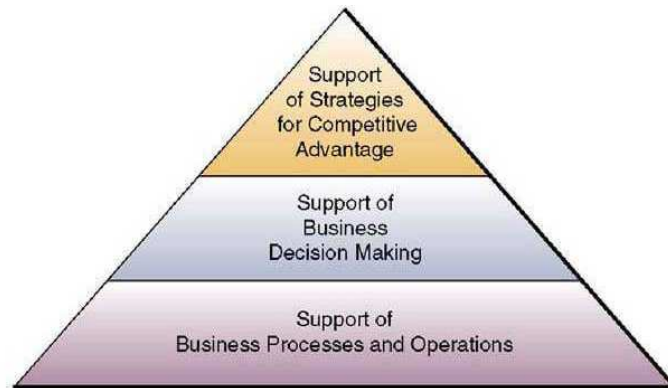 Support
of Strategies
for Competitive
Advantage
Support of
Business
Decision Making
Support of
Business Processes and Operations